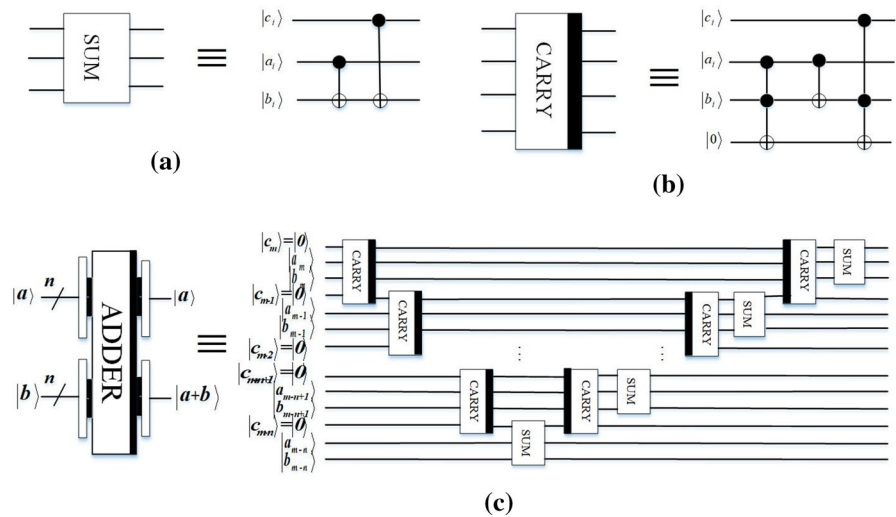 SUM
≡
|c_i⟩
|a_i⟩
|b_i⟩
(a)
CARRY
≡
|c_i⟩
|a_i⟩
|b_i⟩
|0⟩
(b)
|a⟩ n
|b⟩ n
ADDER
|a⟩
|a+b⟩
≡
|c_m⟩=|0⟩
|a_m⟩
|b_m⟩
|c_{m-1}⟩=|0⟩
|a_{m-1}⟩
|b_{m-1}⟩
|c_{m-2}⟩=|0⟩
|c_{m-n+1}⟩=|0⟩
|a_{m-n+1}⟩
|b_{m-n+1}⟩
|c_{m-n}⟩=|0⟩
|a_{m-n}⟩
|b_{m-n}⟩
CARRY
CARRY
...
CARRY
SUM
CARRY
SUM
...
CARRY
SUM
CARRY
SUM
(c)